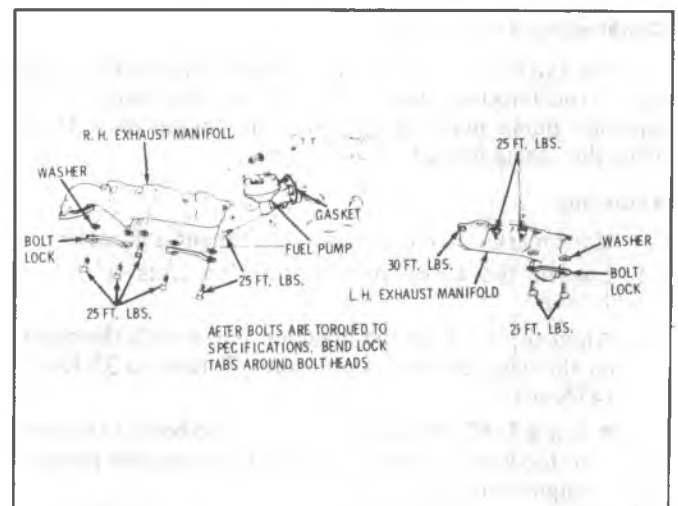 R. H. EXHAUST MANIFOLL
WASHER
BOLT
LOCK
25 FT. LBS.
GASKET
FUEL PUMP
25 FT. LBS.
AFTER BOLTS ARE TORQUED TO
SPECIFICATIONS, BEND LOCK
TABS AROUND BOLT HEADS
25 FT. LBS.
30 FT. LBS.
L. H. EXHAUST MANIFOLD
WASHER
BOLT
LOCK
25 FT. LBS.